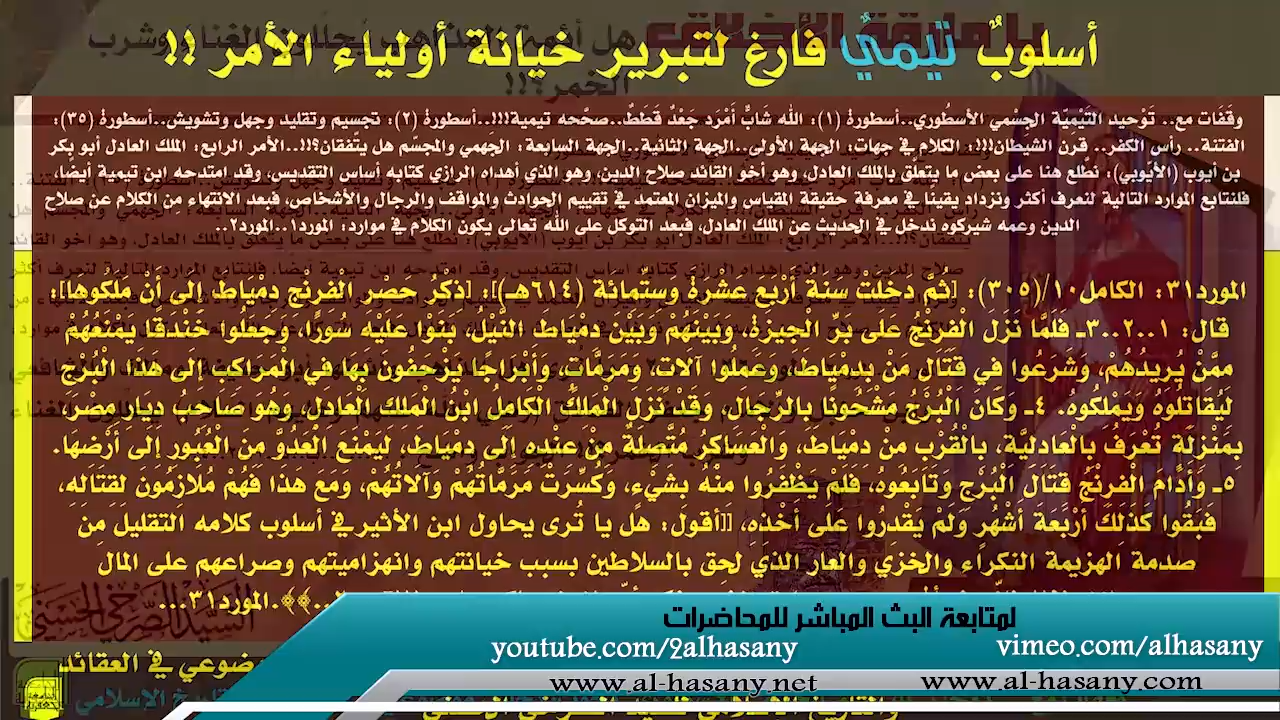 أسلوبٌ تيميٌ فارغ لتبرير خيانة أولياء الأمر !!
وقفَات مع.. تَوْحيد التَيْميّة الجِسْمي الأسطُوري..أسطورة (١): الله شَابٌّ أَمْرَد جَعْدٌ قَطَطٌ..صحّحه تيمية!!!..أسطورة (٢): تجسيم وتقليد وجهل وتشويش..أسطورة (٣٥):
الفتنة.. رأس الكفر.. قرن الشيطان!!!: الكلام في جهات: الجهة الأولى..الجهة الثانية..الجهة السابعة: الجهمي والمجسّم هل يتّفقان؟!!..الأمر الرابع: الملك العادل أبو بكر
بن أيوب (الأيوبي): نطّلع هنا على بعض ما يتعلّق بالملك العادل، وهو أخو القائد صلاح الدين، وهو الذي أهداه الرازي كتابه أساس التقديس، وقد امتدحه ابن تيمية أيضًا،
فلنتابع الموارد التالية لنعرف أكثر ونزداد يقينًا في معرفة حقيقة المقياس والميزان المعتمد في تقييم الحوادث والمواقف والرجال والأشخاص، فبعد الانتهاء مِن الكلام عن صلاح
الدين وعمه شيركوه ندخل في الحديث عن الملك العادل، فبعد التوكل على الله تعالى يكون الكلام في موارد: المورد١..المورد٢..
المورد٣١: الكامل١٠/(٣٠٥): [ثُمَّ دَخَلَتْ سَنَةُ أَرْبَعَ عَشْرَةَ وَسِتِّمِائَةٍ (٦١٤هـ)]: [ذِكْرُ حَصْرِ الْفِرِنْجِ دِمْيَاطَ إِلَى أَنْ مَلَكُوهَا]:
قال: ١..٢..٣ـ فَلَمَّا نَزَلَ الْفِرِنْجُ عَلَى بَرِّ الْجِيزَةِ، وَبَيْنَهُمْ وَبَيْنَ دِمْيَاطَ النِّيلُ، بَنَوْا عَلَيْهِ سُورًا، وَجَعَلُوا خَنْدَقًا يَمْنَعُهُمْ
مِمَّنْ يُرِيدُهُمْ، وَشَرَعُوا فِي قِتَالِ مَنْ بِدِمْيَاطَ، وَعَمِلُوا آلَاتٍ، وَمَرَمَّاتٍ، وَأَبْرَاجًا يَزْحَفُونَ بِهَا فِي الْمَرَاكِبِ إِلَى هَذَا الْبُرْجِ
لِيُقَاتِلُوهُ وَيَمْلِكُوهُ. ٤ـ وَكَانَ الْبُرْجُ مَشْحُونًا بِالرِّجَالِ، وَقَدْ نَزَلَ الْمَلِكُ الْكَامِلُ ابْنُ الْمَلِكِ الْعَادِلِ، وَهُوَ صَاحِبُ دِيَارِ مِصْرَ،
بِمَنْزِلَةٍ تُعْرَفُ بِالْعَادِلِيَّةِ، بِالْقُرْبِ مِنْ دِمْيَاطَ، وَالْعَسَاكِرُ مُتَّصِلَةٌ مِنْ عِنْدِهِ إِلَى دِمْيَاطَ، لِيَمْنَعَ الْعَدُوَّ مِنَ الْعُبُورِ إِلَى أَرْضِهَا.
٥ـ وَأَدَامَ الْفِرِنْجُ قِتَالَ الْبُرْجِ وَتَابَعُوهُ، فَلَمْ يَظْفَرُوا مِنْهُ بِشَيْءٍ، وَكُسِرَتْ مَرَمَّاتُهُمْ وَآلَاتُهُمْ، وَمَعَ هَذَا فَهُمْ مُلَازِمُونَ لِقِتَالِهِ،
فَبَقُوا كَذَلِكَ أَرْبَعَةَ أَشْهُرٍ وَلَمْ يَقْدِرُوا عَلَى أَخْذِهِ، [[أقول: هل يا تُرى يحاول ابن الأثير في أسلوب كلامه التقليلَ مِن
صدمة الهزيمة النكراء والخزي والعار الذي لحِق بالسلاطين بسبب خيانتهم وانهزاميتهم وصراعهم على المال
..>>.المورد٣١...
لمتابعة البث المباشر للمحاضرات
youtube.com/2alhasany
vimeo.com/alhasany
www.al-hasany.net
www.al-hasany.com